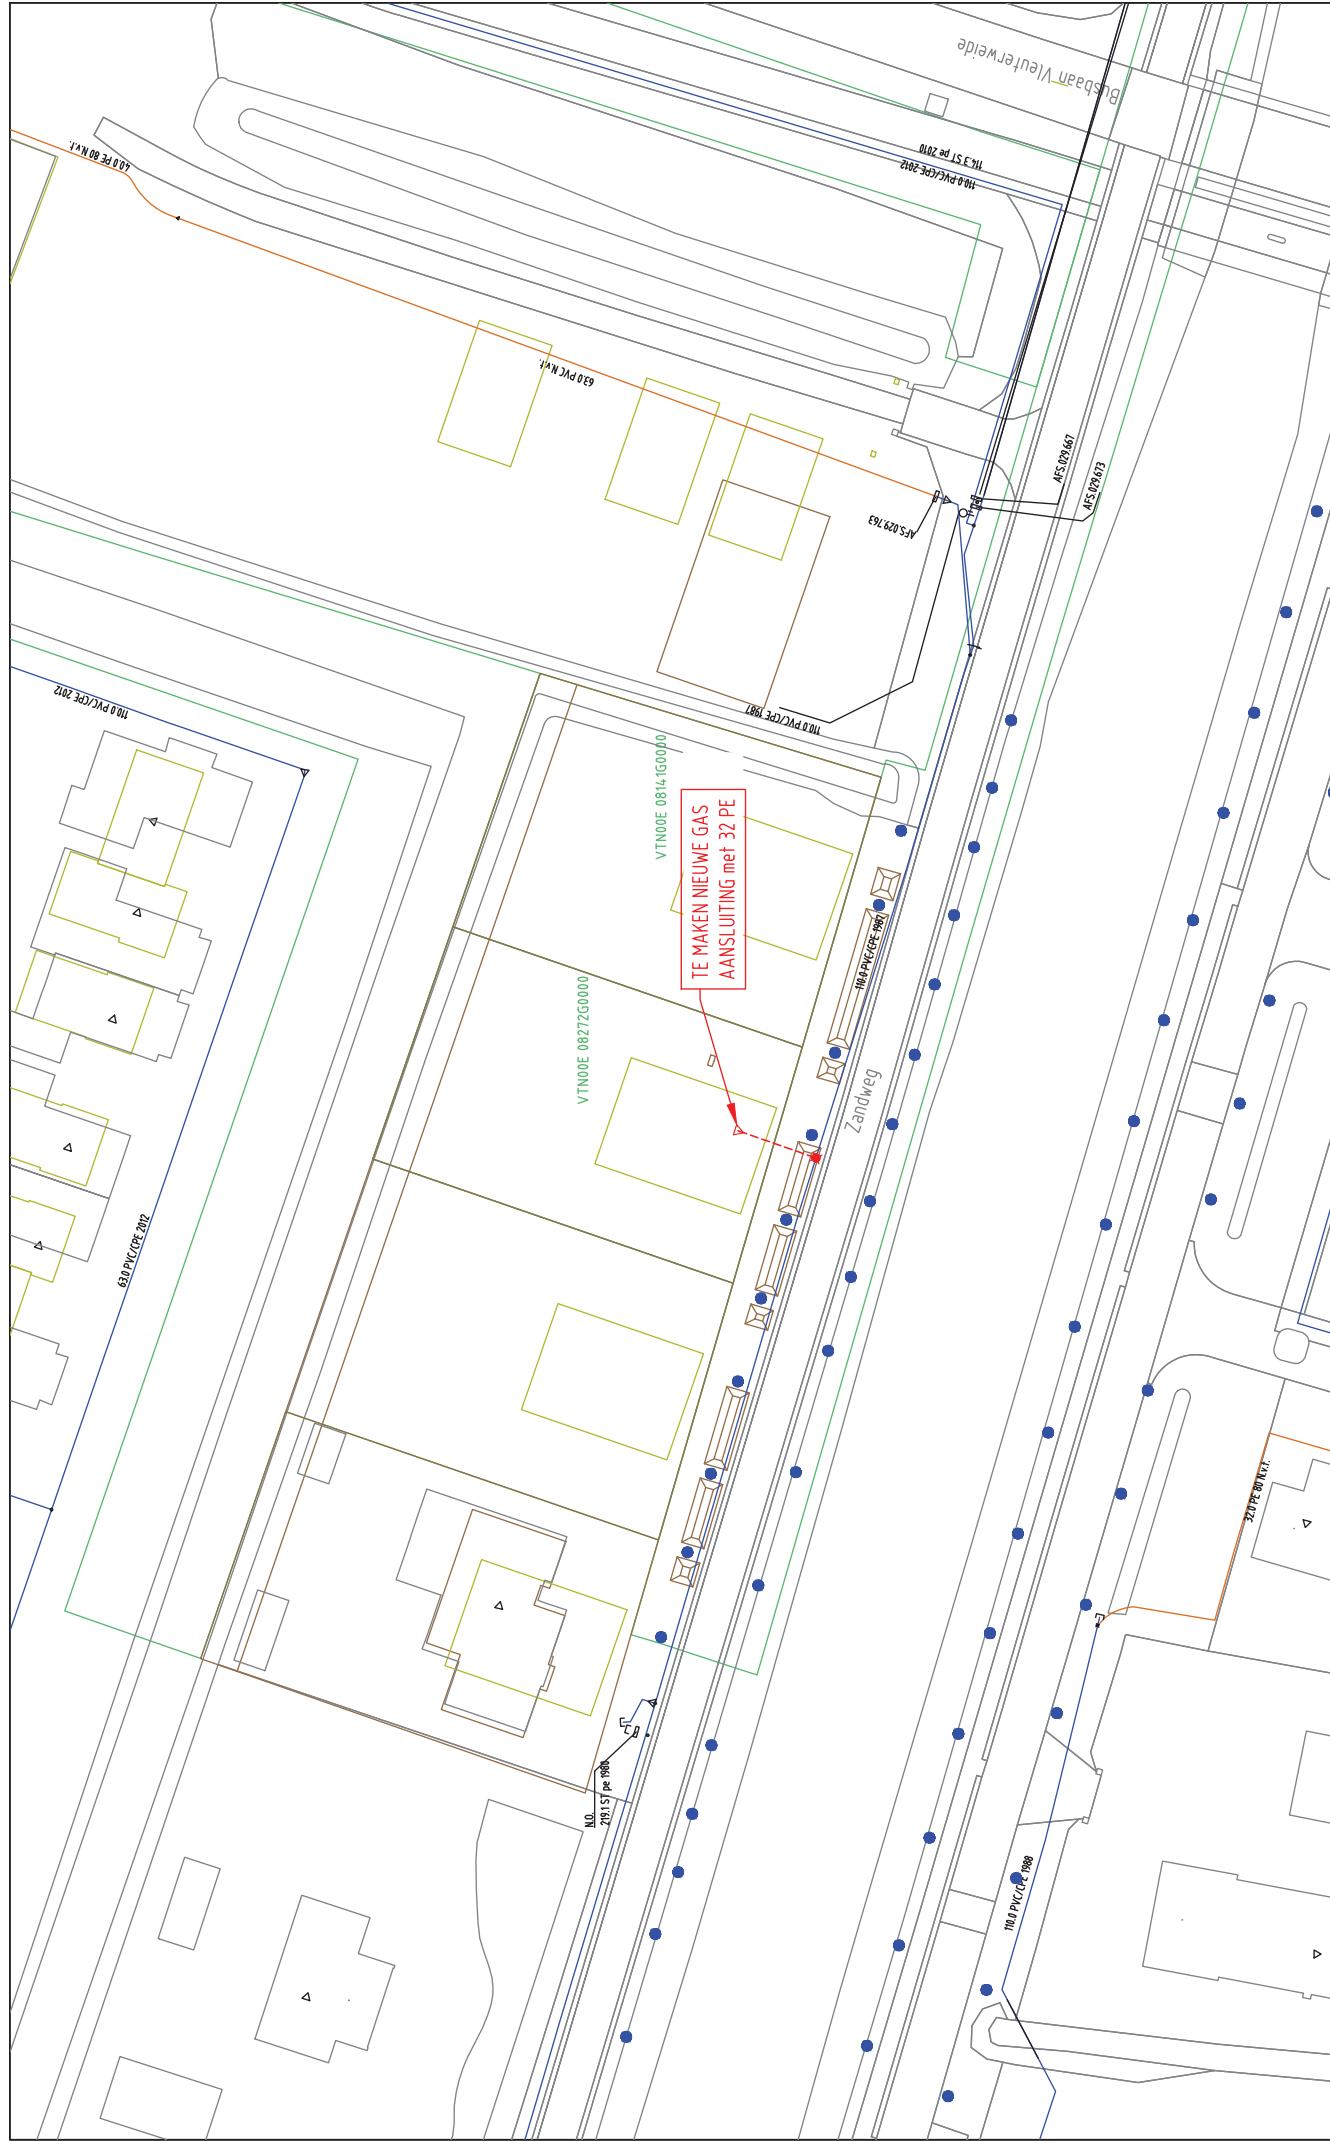 Busbaan Vleuterweide
40.0 PE 80 N.v.t.
114.3 ST pe 2010
110.0 PVC/CPE 2012
63.0 PVC N.v.t.
AFS.029.667
AFS.029.673
AFS.029.763
110.0 PVC/CPE 2012
110.0 PVC/CPE 1987
VTN00E 08141G0000
TE MAKEN NIEUWE GAS
AANSLUITING met 32 PE
110.0 PVC/CPE 1987
VTN00E 08272G0000
Zandweg
63.0 PVC/CPE 2012
32.0 PE 80 N.v.t.
N.O.
219.1 ST pe 1980
110.0 PVC/CPE 1988